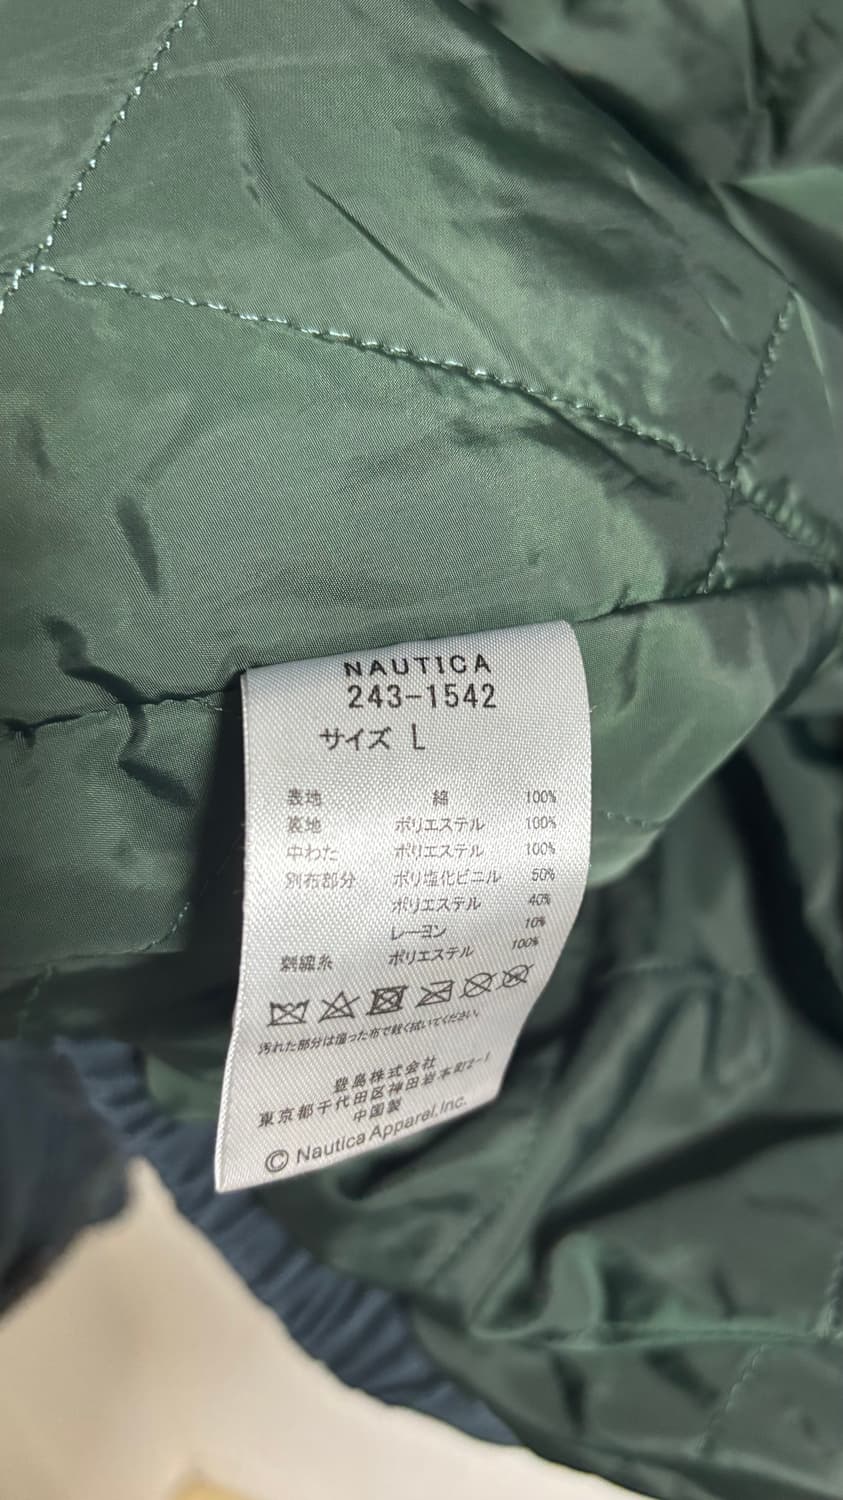 NAUTICA
243-1542
サイズ L
表地 綿 100%
裏地 ポリエステル 100%
中わた ポリエステル 100%
別布部分 ポリ塩化ビニル 50%
ポリエステル 40%
レーヨン 10%
刺繍糸 ポリエステル 100%
汚れた部分は湿った布で軽く拭いてください。
豊島株式会社
東京都千代田区神田岩本町2-1
中国製
© Nautica Apparel,Inc.